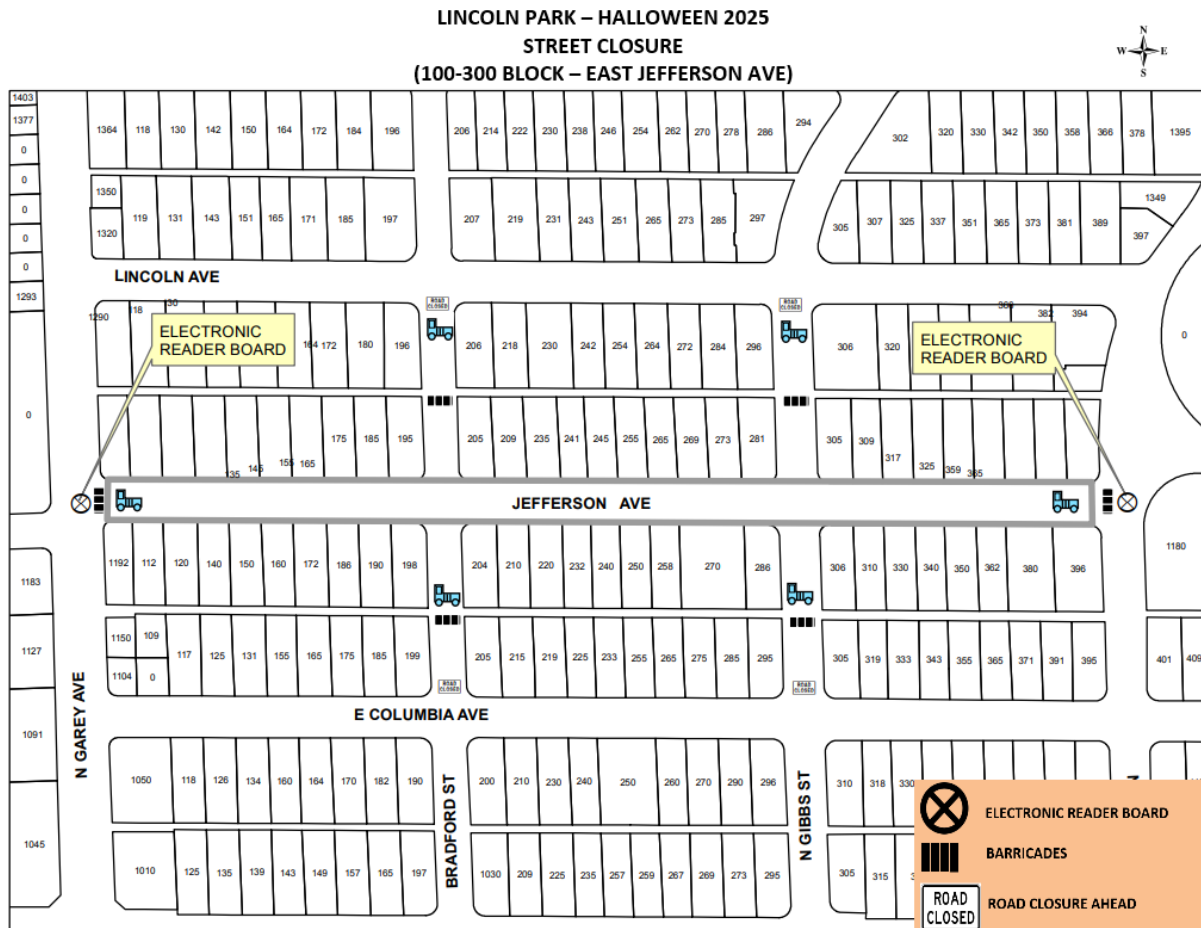 LINCOLN PARK – HALLOWEEN 2025
STREET CLOSURE
(100-300 BLOCK – EAST JEFFERSON AVE)
N
W E
S
1403
1377
0
0
0
0
0
1293
0
1364 118 130 142 150 164 172 184 196
206 214 222 230 238 246 254 262 270 278 286 294
302 320 330 342 350 358 366 378 1395
1350
1320
119 131 143 151 165 171 185 197
207 219 231 243 251 265 273 285 297
305 307 325 337 351 365 373 381 389
1349
397
LINCOLN AVE
ROAD CLOSED
ROAD CLOSED
1290 118 130
ELECTRONIC
READER BOARD
164 172 180 196
206 218 230 242 254 264 272 284 296
306 320
ELECTRONIC
READER BOARD
382 394
0
135 145 155 165 175 185 195
205 209 235 241 245 255 265 269 273 281
305 309 317 325 359 365
JEFFERSON AVE
1183
1127
1091
1045
1192 112 120 140 150 160 172 186 190 198
204 210 220 232 240 250 258 270 286
306 310 330 340 350 362 380 396
1180
1150 109
1104 0
117 125 131 155 165 175 185 199
205 215 219 225 233 255 265 275 285 295
305 319 333 343 355 365 371 391 395
401 409
ROAD CLOSED
ROAD CLOSED
E COLUMBIA AVE
N GAREY AVE
1050 118 126 134 160 164 170 182 190
BRADFORD ST
200 210 230 240 250 260 270 290 296
N GIBBS ST
310 318 330
1010 125 135 139 143 149 157 165 197
1030 209 225 235 257 259 267 269 273 295
305 315
ELECTRONIC READER BOARD
BARRICADES
ROAD
CLOSED
ROAD CLOSURE AHEAD